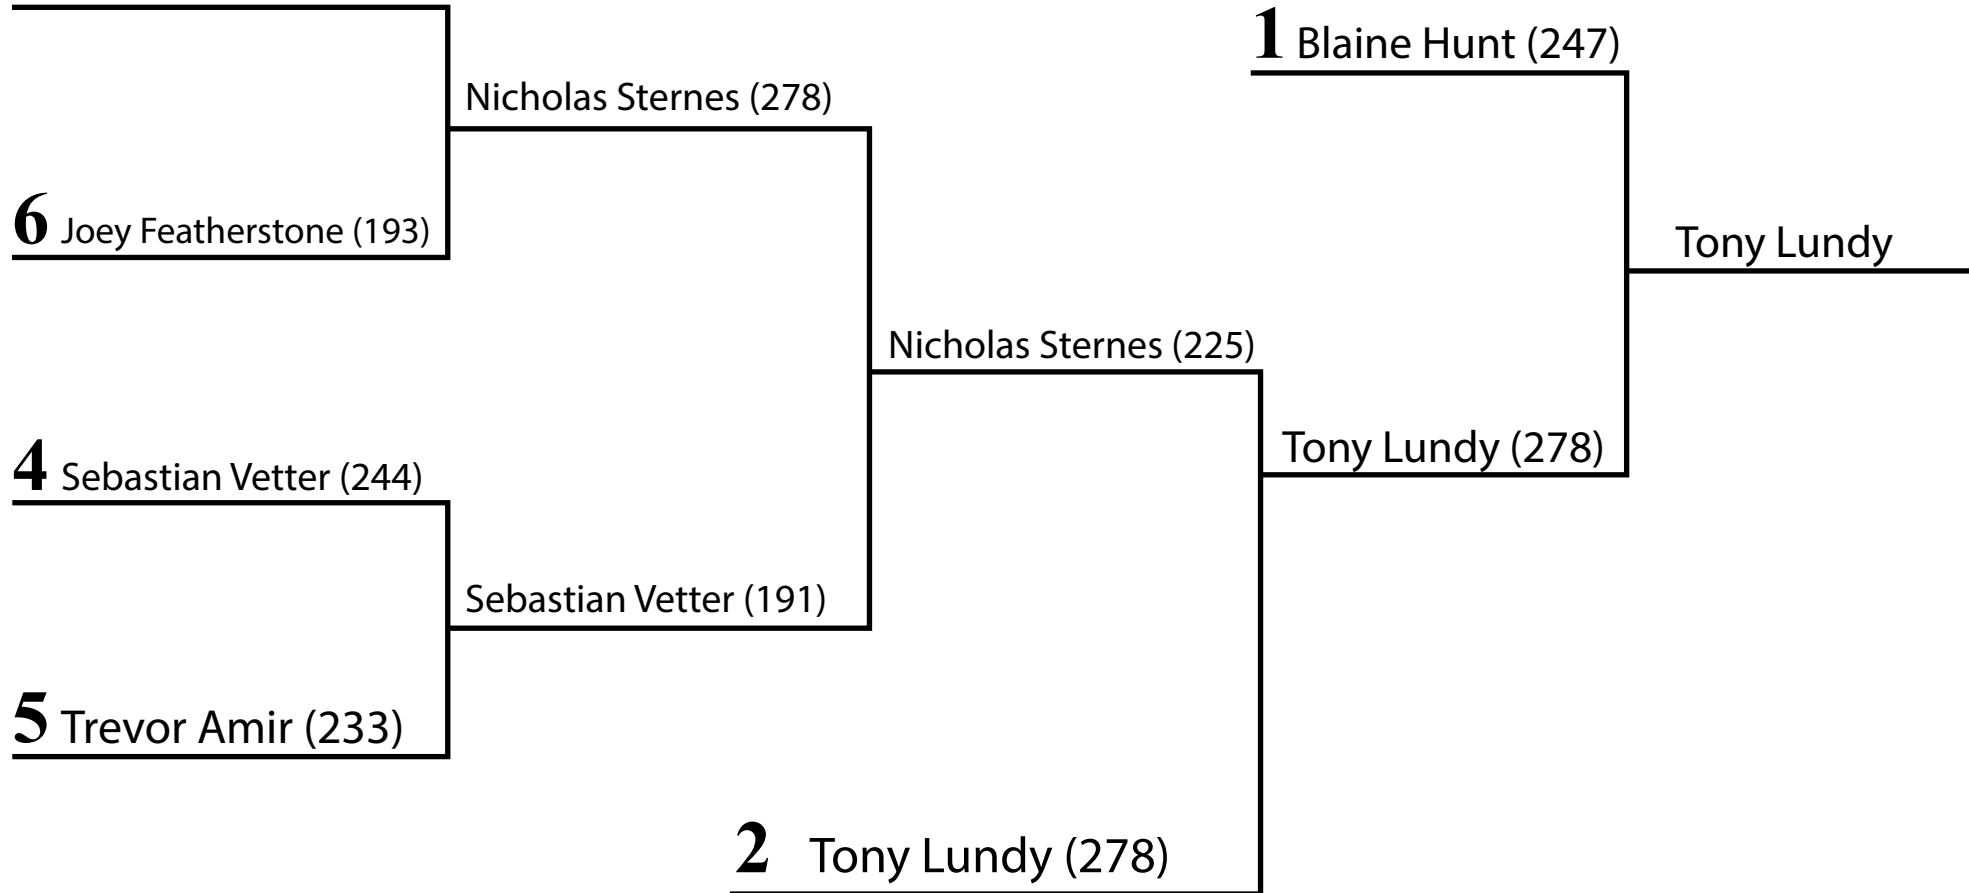 1 Blaine Hunt (247)
Nicholas Sternes (278)
6 Joey Featherstone (193)
Tony Lundy
Nicholas Sternes (225)
Tony Lundy (278)
4 Sebastian Vetter (244)
Sebastian Vetter (191)
5 Trevor Amir (233)
2 Tony Lundy (278)